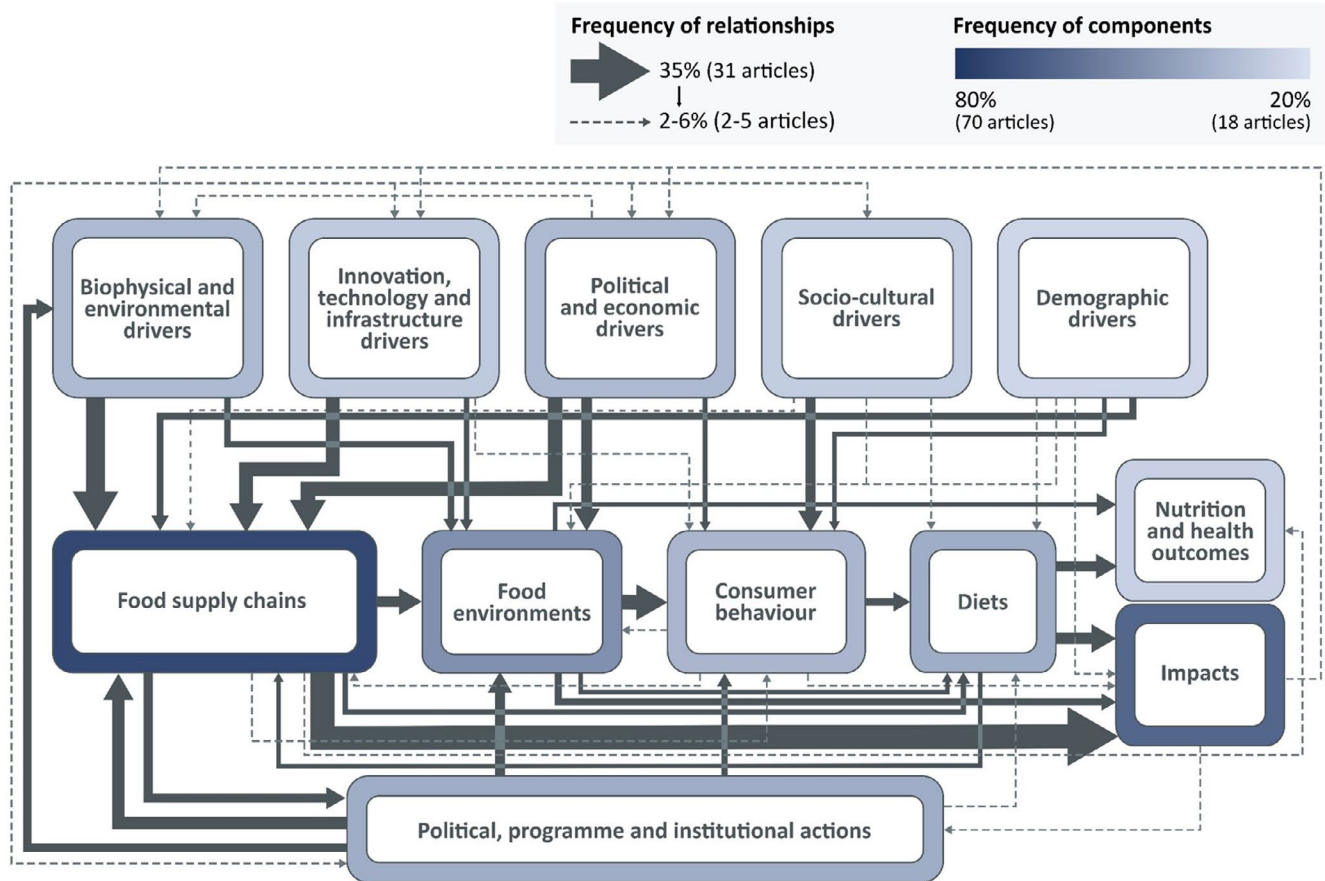 Frequency of relationships
35% (31 articles)
2-6% (2-5 articles)
Frequency of components
80%
(70 articles)
20%
(18 articles)
Biophysical and
environmental
drivers
Innovation,
technology and
infrastructure
drivers
Political
and economic
drivers
Socio-cultural
drivers
Demographic
drivers
Food supply chains
Food
environments
Consumer
behaviour
Diets
Nutrition
and health
outcomes
Impacts
Political, programme and institutional actions